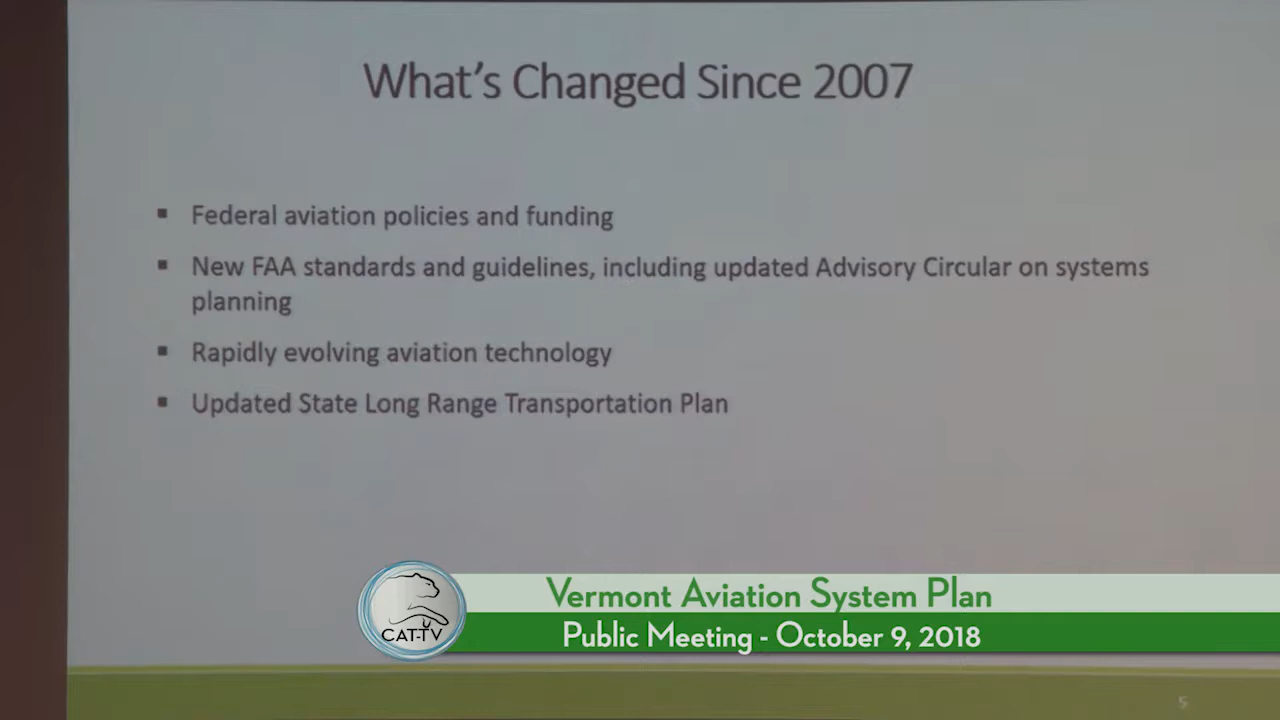 What's Changed Since 2007
▪ Federal aviation policies and funding
▪ New FAA standards and guidelines, including updated Advisory Circular on systems
planning
▪ Rapidly evolving aviation technology
▪ Updated State Long Range Transportation Plan
Vermont Aviation System Plan
CAT-TV
Public Meeting - October 9, 2018
5